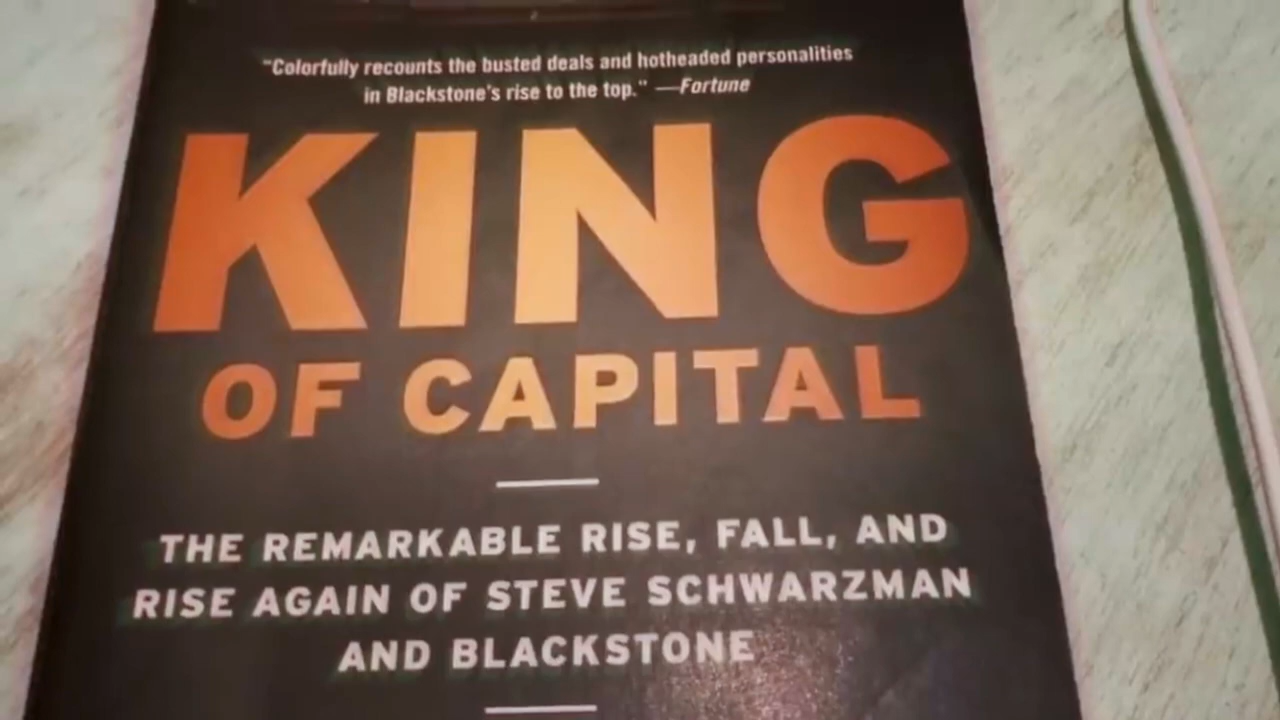 "Colorfully recounts the busted deals and hotheaded personalities
in Blackstone's rise to the top." —Fortune
KING
OF CAPITAL
THE REMARKABLE RISE, FALL, AND
RISE AGAIN OF STEVE SCHWARZMAN
AND BLACKSTONE